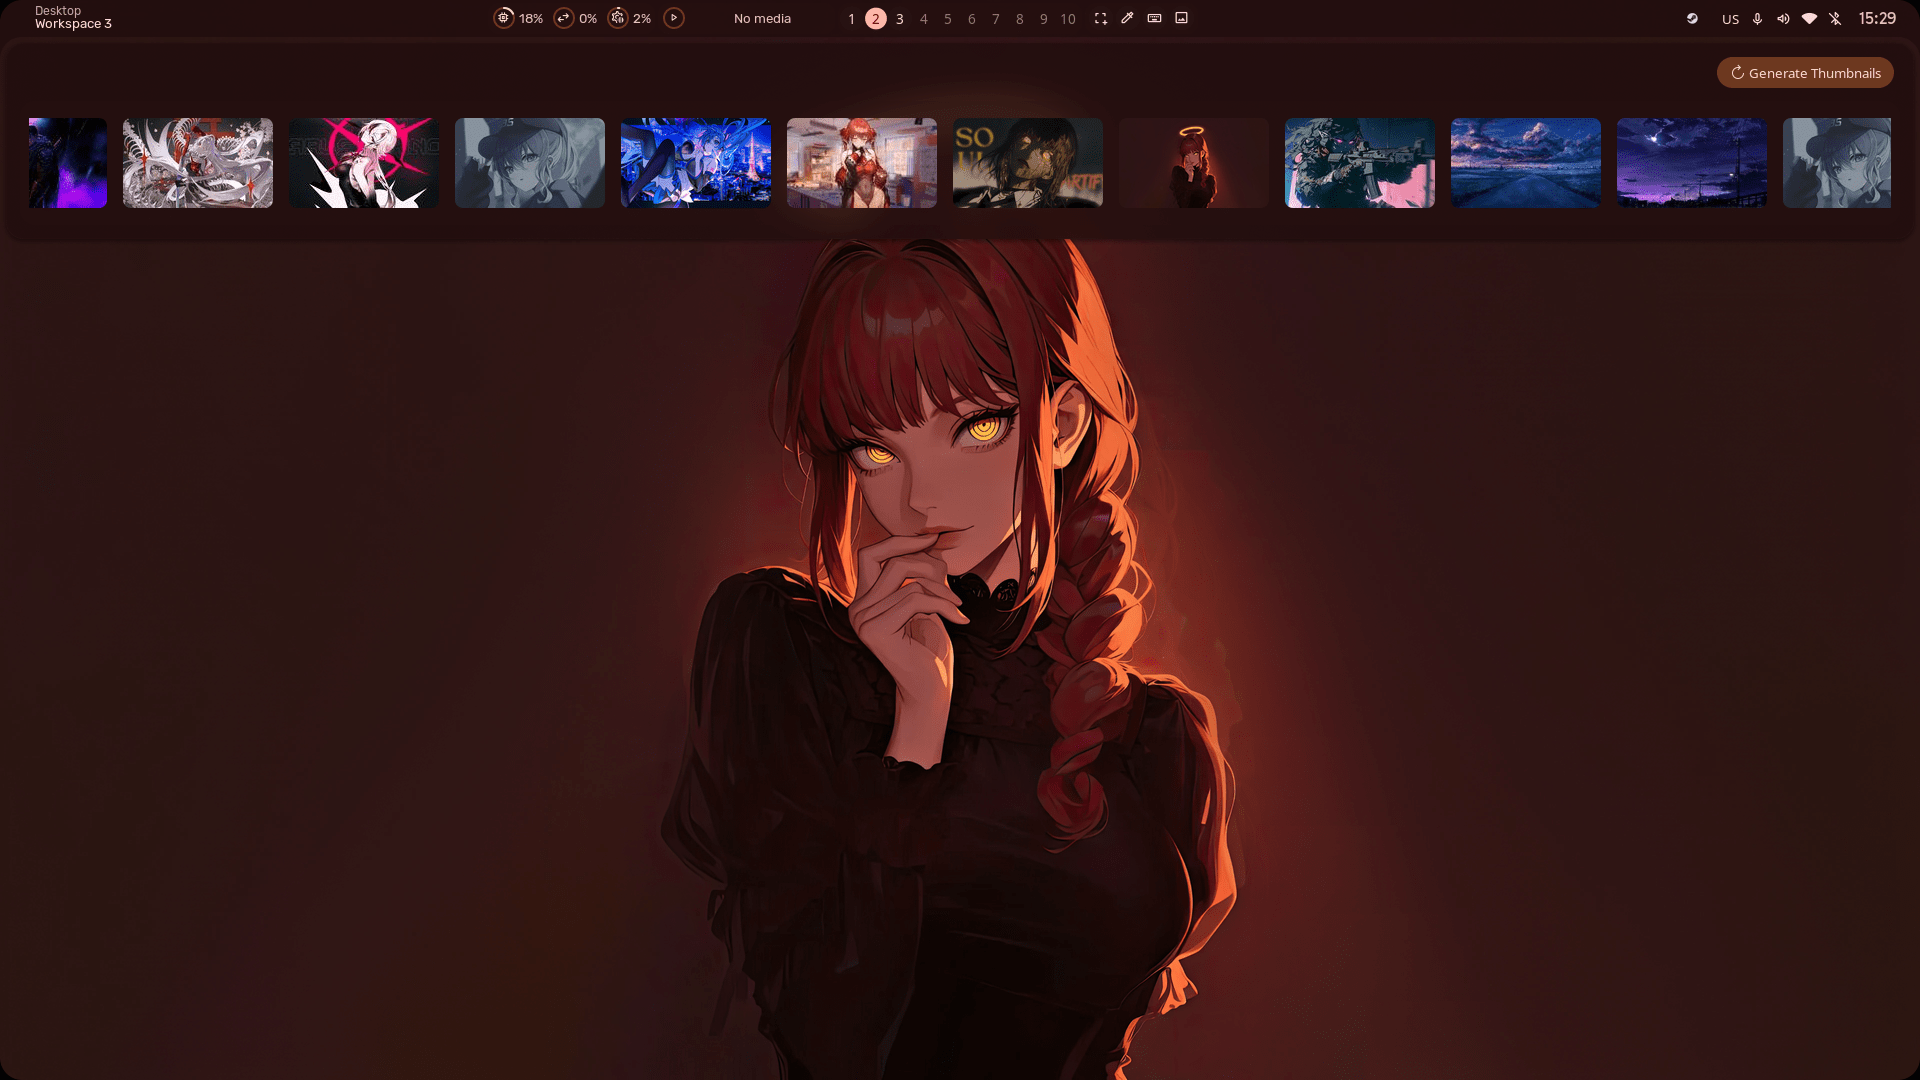 Desktop
Workspace 3
18% 0% 2% No media 1 2 3 4 5 6 7 8 9 10 US 15:29
Generate Thumbnails
SO